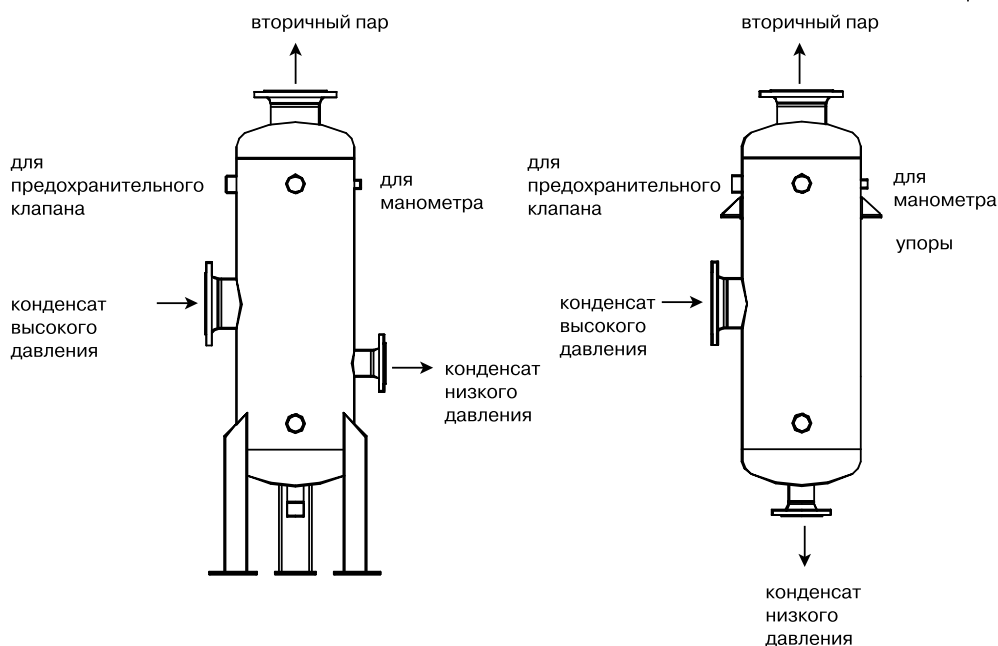 вторичный пар
для
предохранительного
клапана
для
манометра
конденсат
высокого
давления
конденсат
низкого
давления
вторичный пар
для
предохранительного
клапана
для
манометра
упоры
конденсат
высокого
давления
конденсат
низкого
давления